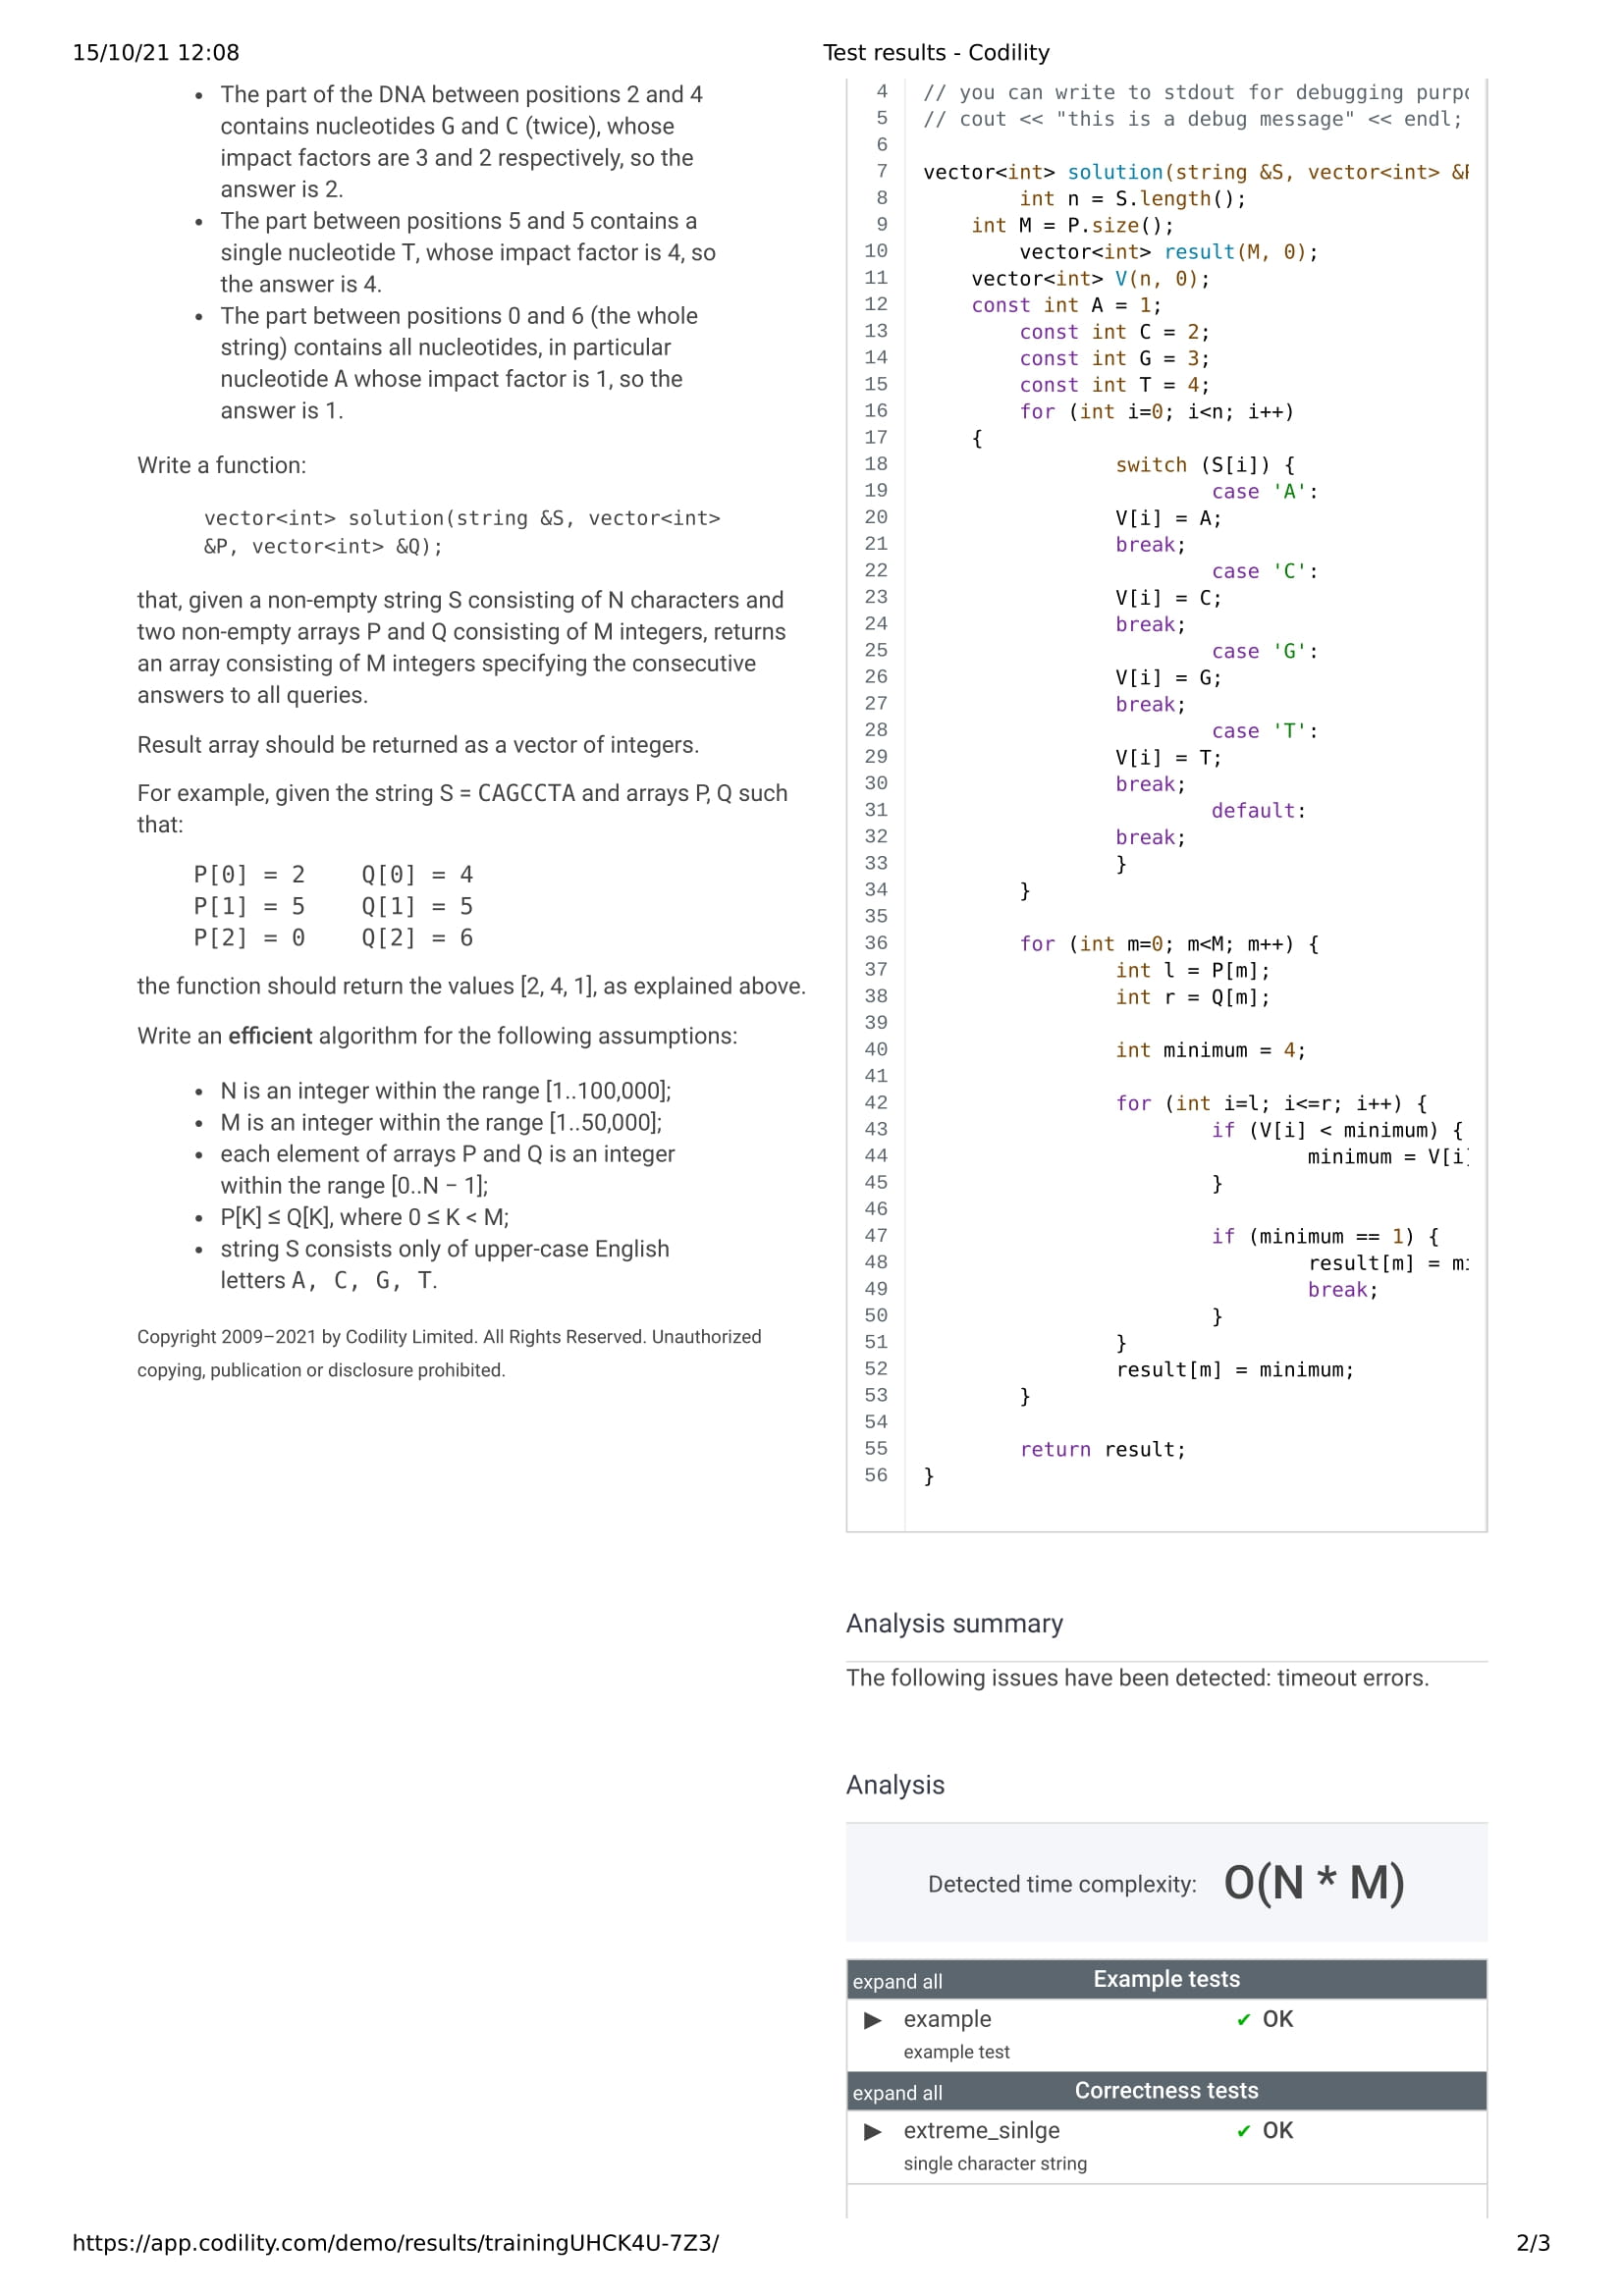 15/10/21 12:08
Test results - Codility
• The part of the DNA between positions 2 and 4
contains nucleotides G and C (twice), whose
impact factors are 3 and 2 respectively, so the
answer is 2.
• The part between positions 5 and 5 contains a
single nucleotide T, whose impact factor is 4, so
the answer is 4.
• The part between positions 0 and 6 (the whole
string) contains all nucleotides, in particular
nucleotide A whose impact factor is 1, so the
answer is 1.
Write a function:
vector<int> solution(string &S, vector<int>
&P, vector<int> &Q);
that, given a non-empty string S consisting of N characters and
two non-empty arrays P and Q consisting of M integers, returns
an array consisting of M integers specifying the consecutive
answers to all queries.
Result array should be returned as a vector of integers.
For example, given the string S = CAGCCTA and arrays P, Q such
that:
P[0] = 2    Q[0] = 4
P[1] = 5    Q[1] = 5
P[2] = 0    Q[2] = 6
the function should return the values [2, 4, 1], as explained above.
Write an efficient algorithm for the following assumptions:
• N is an integer within the range [1..100,000];
• M is an integer within the range [1..50,000];
• each element of arrays P and Q is an integer
within the range [0..N − 1];
• P[K] ≤ Q[K], where 0 ≤ K < M;
• string S consists only of upper-case English
letters A, C, G, T.
Copyright 2009–2021 by Codility Limited. All Rights Reserved. Unauthorized
copying, publication or disclosure prohibited.
4 // you can write to stdout for debugging purpo
5 // cout << "this is a debug message" << endl;
6
7 vector<int> solution(string &S, vector<int> &P
8 int n = S.length();
9 int M = P.size();
10 vector<int> result(M, 0);
11 vector<int> V(n, 0);
12 const int A = 1;
13 const int C = 2;
14 const int G = 3;
15 const int T = 4;
16 for (int i=0; i<n; i++)
17 {
18 switch (S[i]) {
19 case 'A':
20 V[i] = A;
21 break;
22 case 'C':
23 V[i] = C;
24 break;
25 case 'G':
26 V[i] = G;
27 break;
28 case 'T':
29 V[i] = T;
30 break;
31 default:
32 break;
33 }
34 }
35
36 for (int m=0; m<M; m++) {
37 int l = P[m];
38 int r = Q[m];
39
40 int minimum = 4;
41
42 for (int i=l; i<=r; i++) {
43 if (V[i] < minimum) {
44 minimum = V[i]
45 }
46
47 if (minimum == 1) {
48 result[m] = mi
49 break;
50 }
51 }
52 result[m] = minimum;
53 }
54
55 return result;
56 }
Analysis summary
The following issues have been detected: timeout errors.
Analysis
Detected time complexity: O(N * M)
expand all Example tests
▶ example ✔ OK
example test
expand all Correctness tests
▶ extreme_sinlge ✔ OK
single character string
https://app.codility.com/demo/results/trainingUHCK4U-7Z3/
2/3